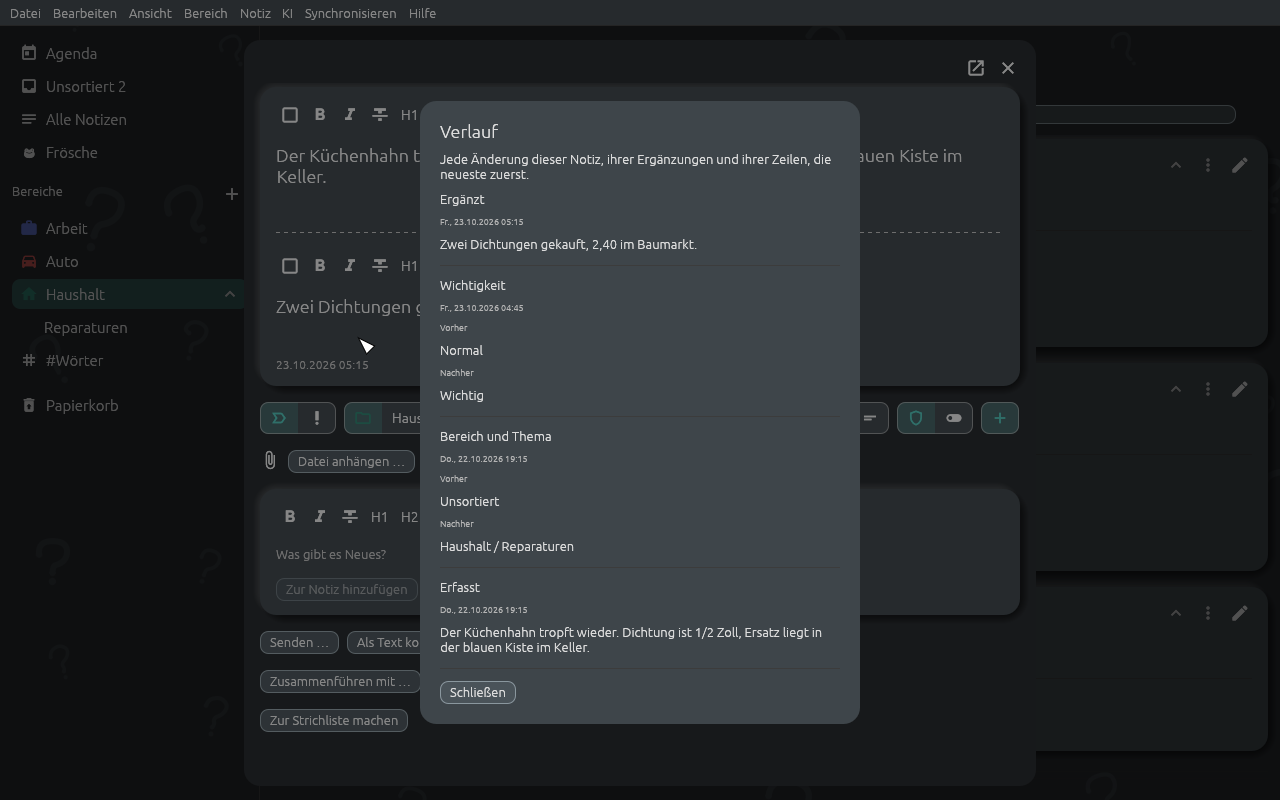 Datei Bearbeiten Ansicht Bereich Notiz KI Synchronisieren Hilfe
Agenda
Unsortiert 2
Alle Notizen
Frösche
Bereiche
Arbeit
Auto
Haushalt
Reparaturen
#Wörter
Papierkorb
B I H1
Der Küchenhahn t
auen Kiste im
Keller.
B I H1
Zwei Dichtungen g
23.10.2026 05:15
Haus
Datei anhängen ...
B I H1 H2
Was gibt es Neues?
Zur Notiz hinzufügen
Senden ... Als Text ko
Zusammenführen mit ...
Zur Strichliste machen
Verlauf
Jede Änderung dieser Notiz, ihrer Ergänzungen und ihrer Zeilen, die
neueste zuerst.
Ergänzt
Fr., 23.10.2026 05:15
Zwei Dichtungen gekauft, 2,40 im Baumarkt.
Wichtigkeit
Fr., 23.10.2026 04:45
Vorher
Normal
Nachher
Wichtig
Bereich und Thema
Do., 22.10.2026 19:15
Vorher
Unsortiert
Nachher
Haushalt / Reparaturen
Erfasst
Do., 22.10.2026 19:15
Der Küchenhahn tropft wieder. Dichtung ist 1/2 Zoll, Ersatz liegt in
der blauen Kiste im Keller.
Schließen